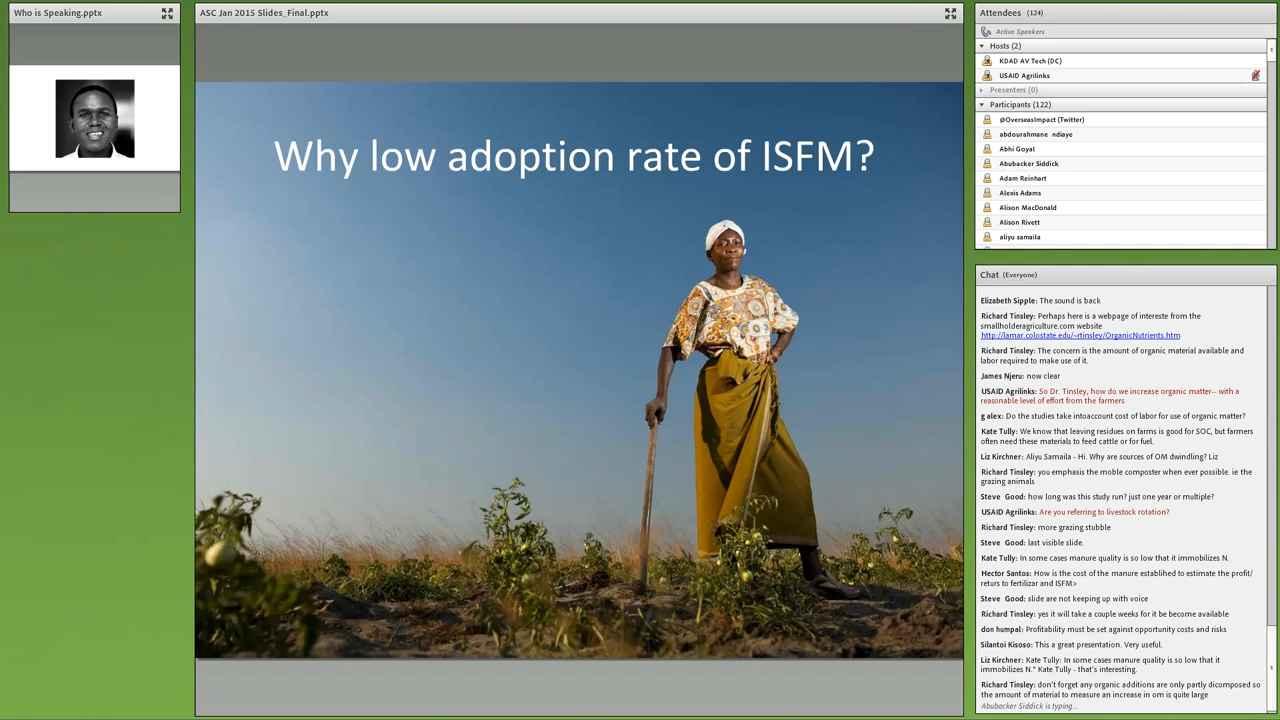 Who is Speaking.pptx
ASC Jan 2015 Slides_Final.pptx
Why low adoption rate of ISFM?
Attendees (124)
Active Speakers
Hosts (2)
KDAD AV Tech (DC)
USAID Agrilinks
Presenters (0)
Participants (122)
@OverseasImpact (Twitter)
abdourahmane ndiaye
Abhi Goyal
Abubacker Siddick
Adam Reinhart
Alexis Adams
Alison MacDonald
Alison Rivett
aliyu samaila
Chat (Everyone)
Elizabeth Sipple: The sound is back
Richard Tinsley: Perhaps here is a webpage of intereste from the
smallholderagriculture.com website
http://lamar.colostate.edu/~rtinsley/OrganicNutrients.htm
Richard Tinsley: The concern is the amount of organic material available and
labor required to make use of it.
James Njeru: now clear
USAID Agrilinks: So Dr. Tinsley, how do we increase organic matter-- with a
reasonable level of effort from the farmers
g alex: Do the studies take intoaccount cost of labor for use of organic matter?
Kate Tully: We know that leaving residues on farms is good for SOC, but farmers
often need these materials to feed cattle or for fuel.
Liz Kirchner: Aliyu Samaila - Hi. Why are sources of OM dwindling? Liz
Richard Tinsley: you emphasis the moble composter when ever possible. ie the
grazing animals
Steve Good: how long was this study run? just one year or multiple?
USAID Agrilinks: Are you referring to livestock rotation?
Richard Tinsley: more grazing stubble
Steve Good: last visible slide.
Kate Tully: In some cases manure quality is so low that it immobilizes N.
Hector Santos: How is the cost of the manure establihed to estimate the profit/
returs to fertilizar and ISFM>
Steve Good: slide are not keeping up with voice
Richard Tinsley: yes it will take a couple weeks for it be become available
don humpal: Profitability must be set against opportunity costs and risks
Silantoi Kisoso: This a great presentation. Very useful.
Liz Kirchner: Kate Tully: In some cases manure quality is so low that it
immobilizes N." Kate Tully - that's interesting.
Richard Tinsley: don't forget any organic additions are only partly dicomposed so
the amount of material to measure an increase in om is quite large
Abubacker Siddick is typing...